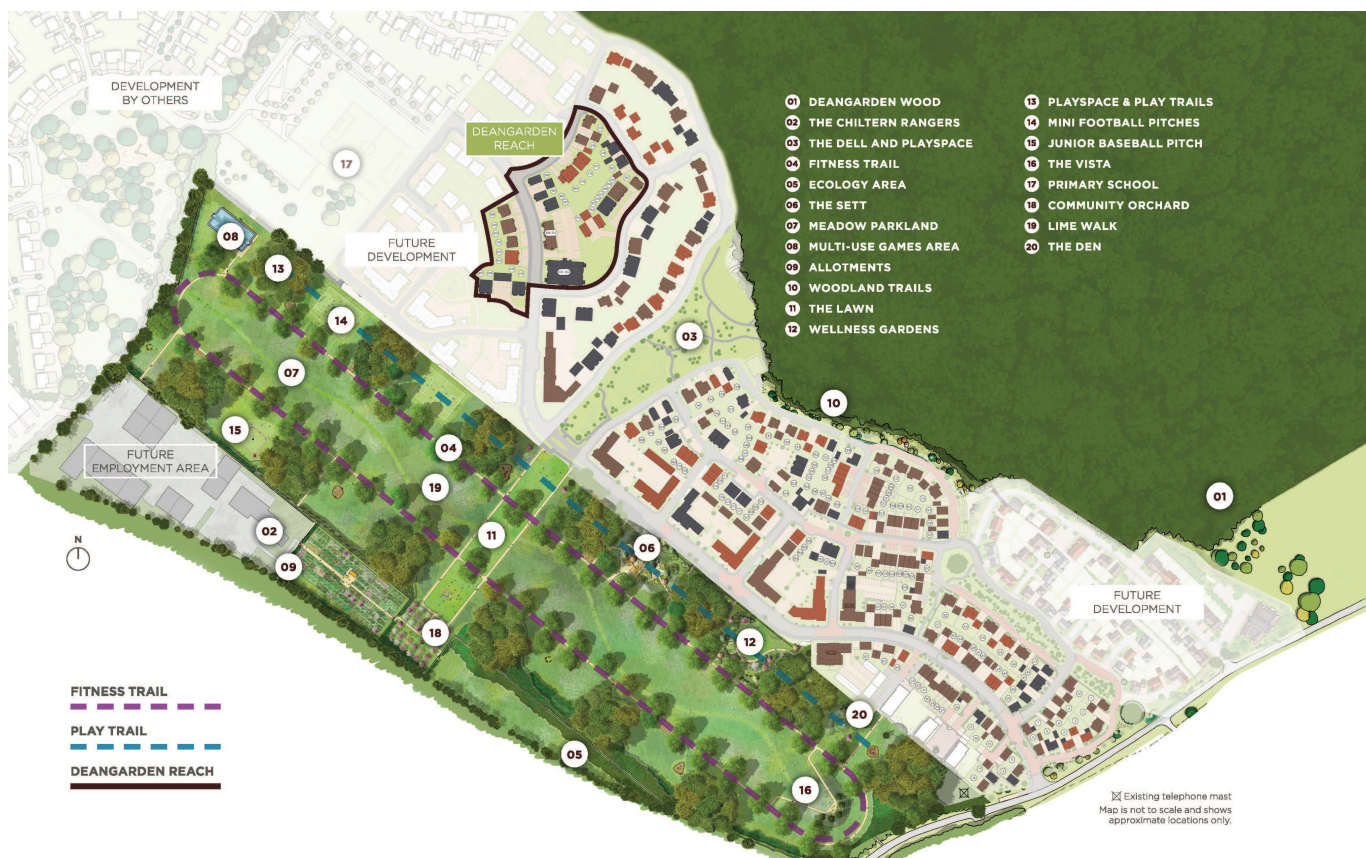 DEVELOPMENT
BY OTHERS
DEANGARDEN
REACH
17
FUTURE
DEVELOPMENT
08
13
14
07
15
04
19
FUTURE
EMPLOYMENT AREA
02
09
11
18
06
12
03
10
01
20
16
05
FUTURE
DEVELOPMENT
N
01 DEANGARDEN WOOD
02 THE CHILTERN RANGERS
03 THE DELL AND PLAYSPACE
04 FITNESS TRAIL
05 ECOLOGY AREA
06 THE SETT
07 MEADOW PARKLAND
08 MULTI-USE GAMES AREA
09 ALLOTMENTS
10 WOODLAND TRAILS
11 THE LAWN
12 WELLNESS GARDENS
13 PLAYSPACE & PLAY TRAILS
14 MINI FOOTBALL PITCHES
15 JUNIOR BASEBALL PITCH
16 THE VISTA
17 PRIMARY SCHOOL
18 COMMUNITY ORCHARD
19 LIME WALK
20 THE DEN
FITNESS TRAIL
PLAY TRAIL
DEANGARDEN REACH
Existing telephone mast
Map is not to scale and shows
approximate locations only.